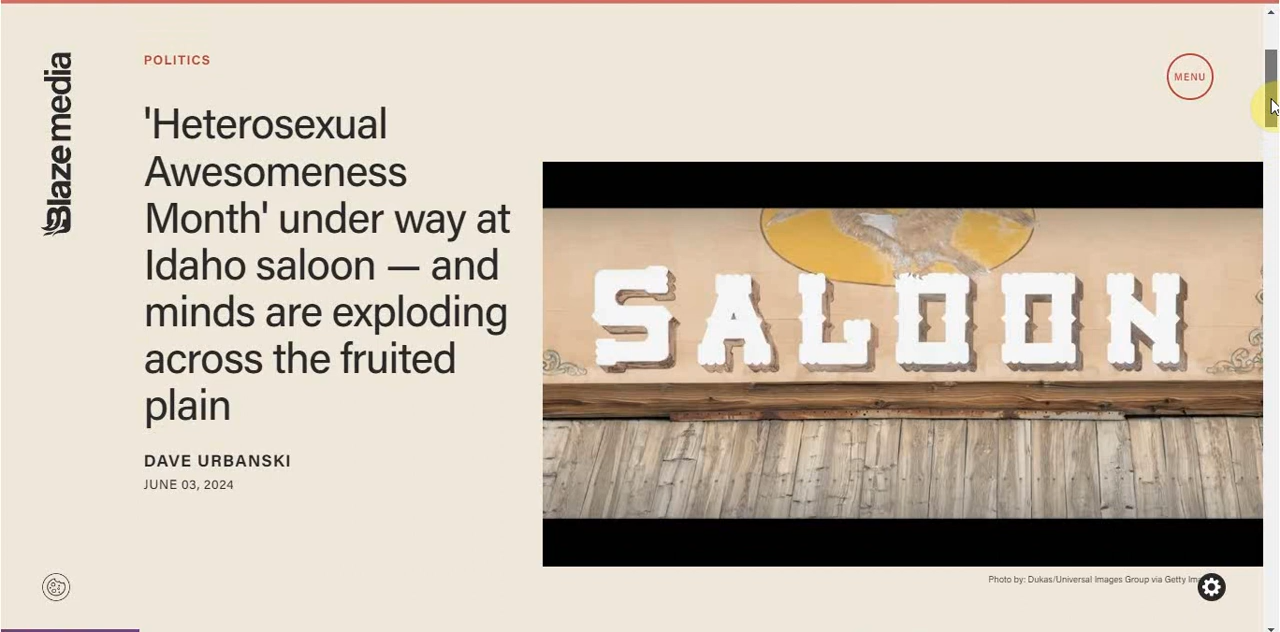 Blaze media
POLITICS
MENU
'Heterosexual
Awesomeness
Month' under way at
Idaho saloon — and
minds are exploding
across the fruited
plain
DAVE URBANSKI
JUNE 03, 2024
SALOON
Photo by: Dukas/Universal Images Group via Getty